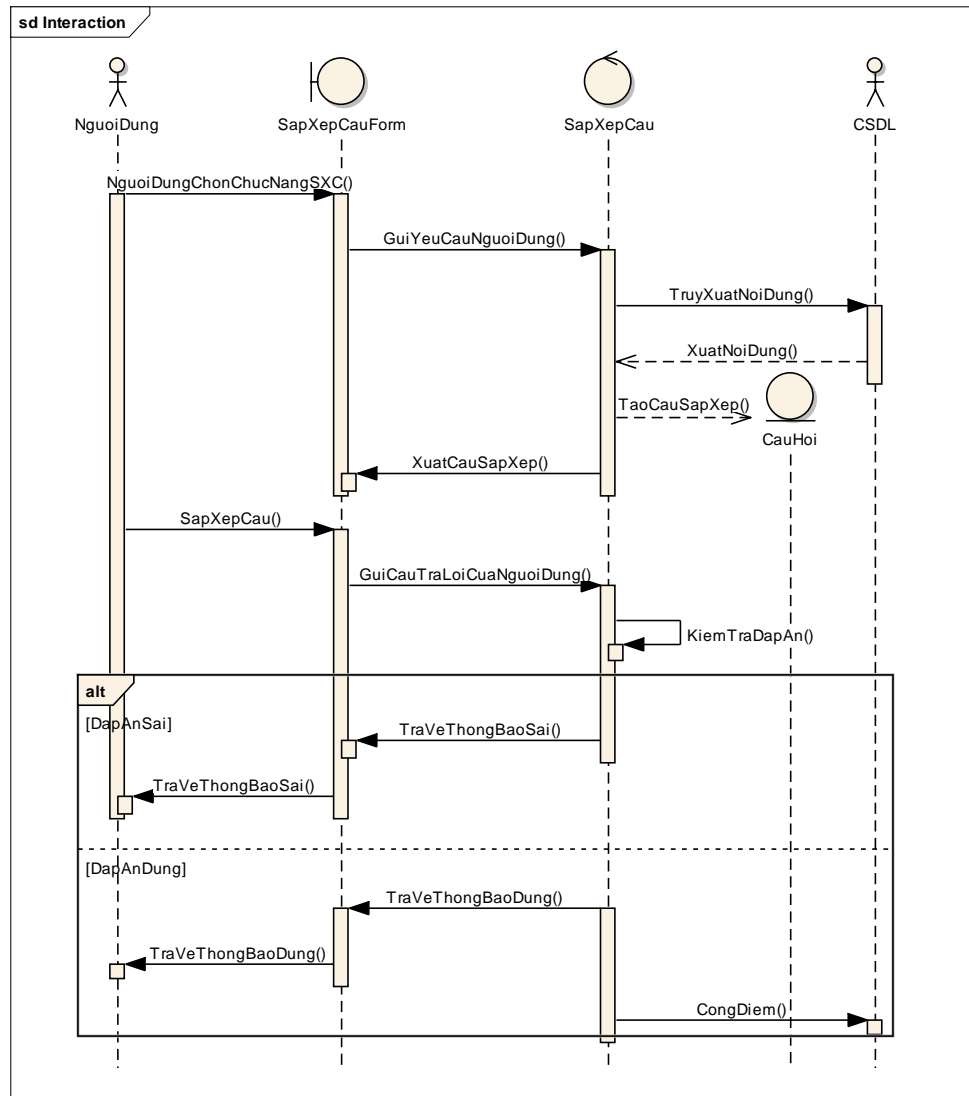 sd Interaction
NguoiDung
SapXepCauForm
SapXepCau
CSDL
NguoiDungChonChucNangSXC()
GuiYeuCauNguoiDung()
TruyXuatNoiDung()
XuatNoiDung()
TaoCauSapXep()
CauHoi
XuatCauSapXep()
SapXepCau()
GuiCauTraLoiCuaNguoiDung()
KiemTraDapAn()
alt
[DapAnSai]
TraVeThongBaoSai()
TraVeThongBaoSai()
[DapAnDung]
TraVeThongBaoDung()
TraVeThongBaoDung()
CongDiem()